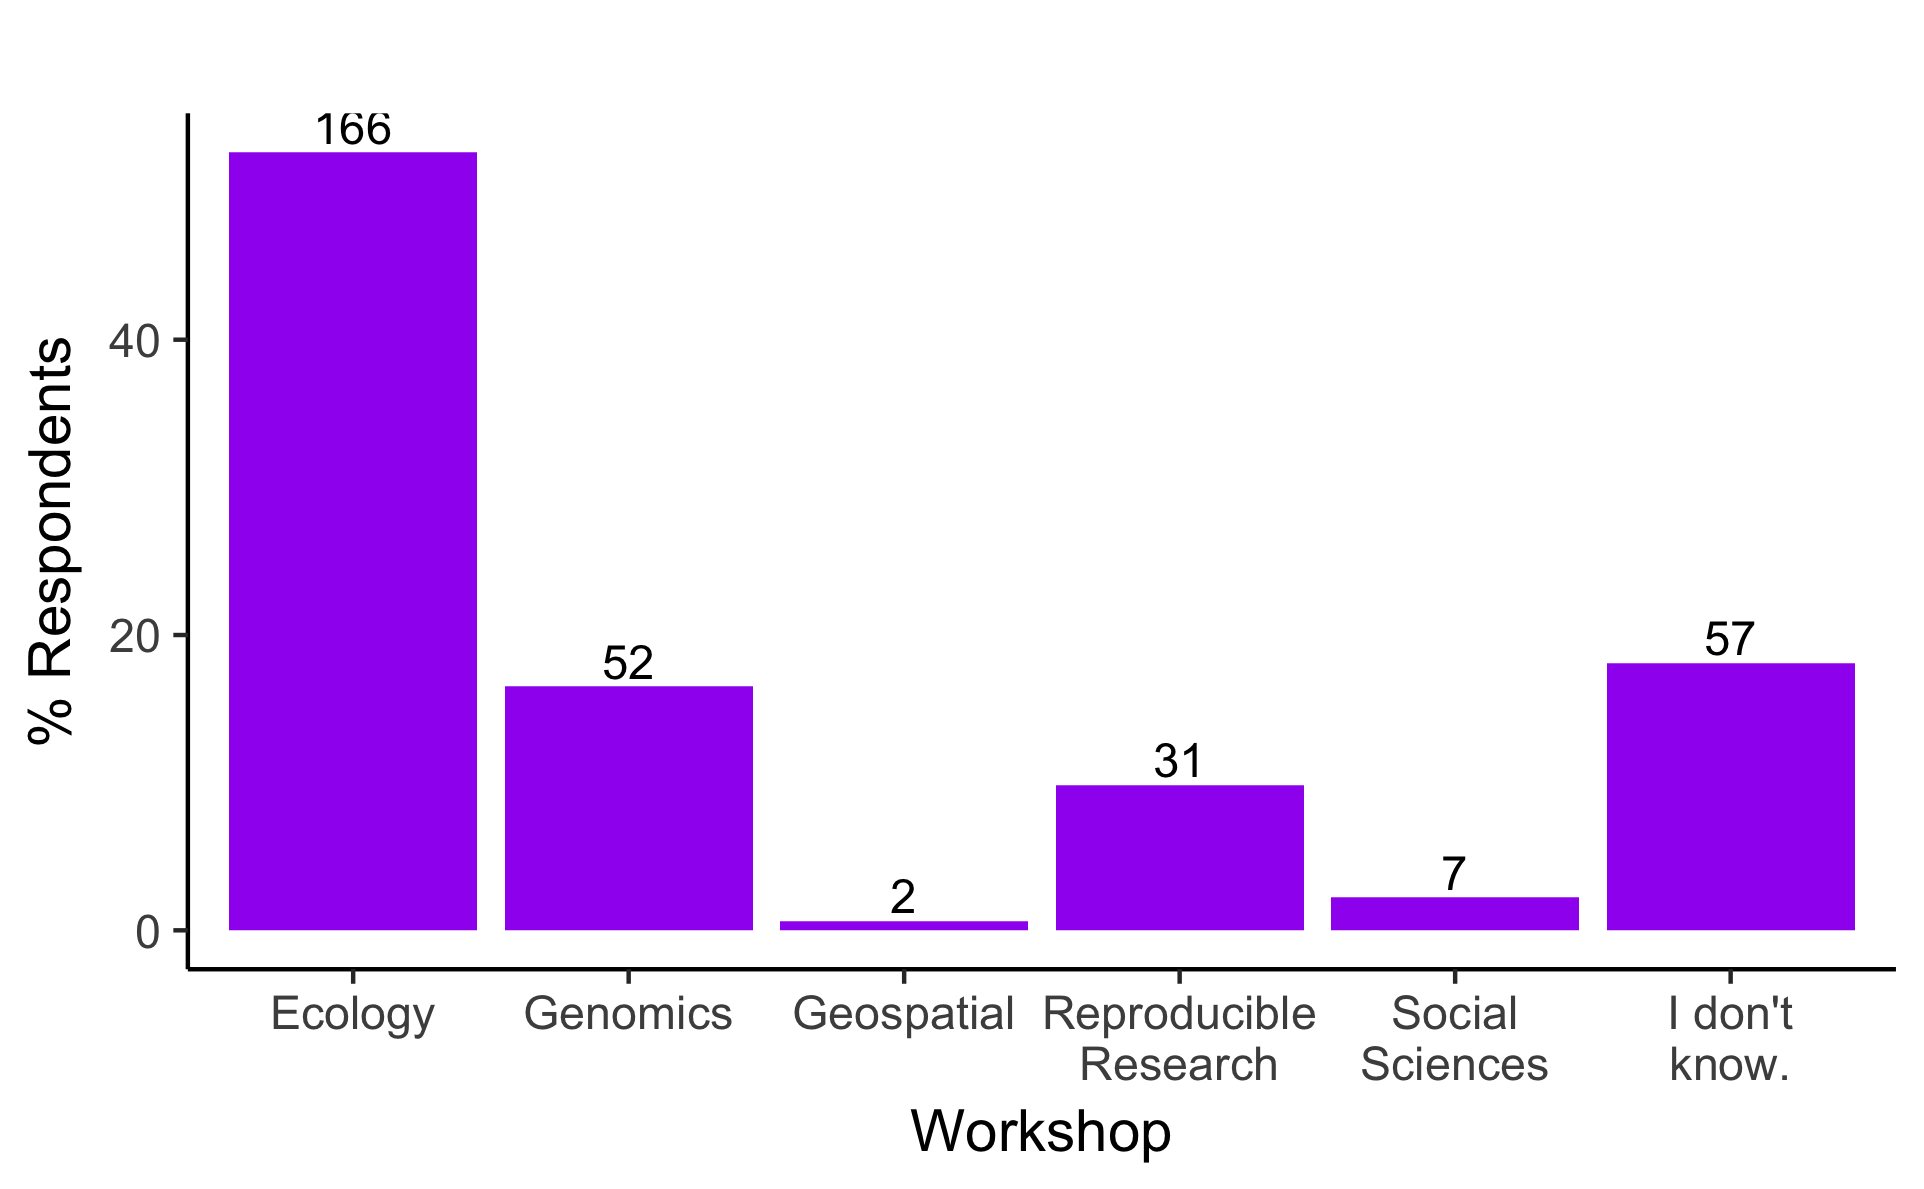 166
52
2
31
7
57
40
20
0
% Respondents
Ecology
Genomics
Geospatial
Reproducible
Research
Social
Sciences
I don't
know.
Workshop